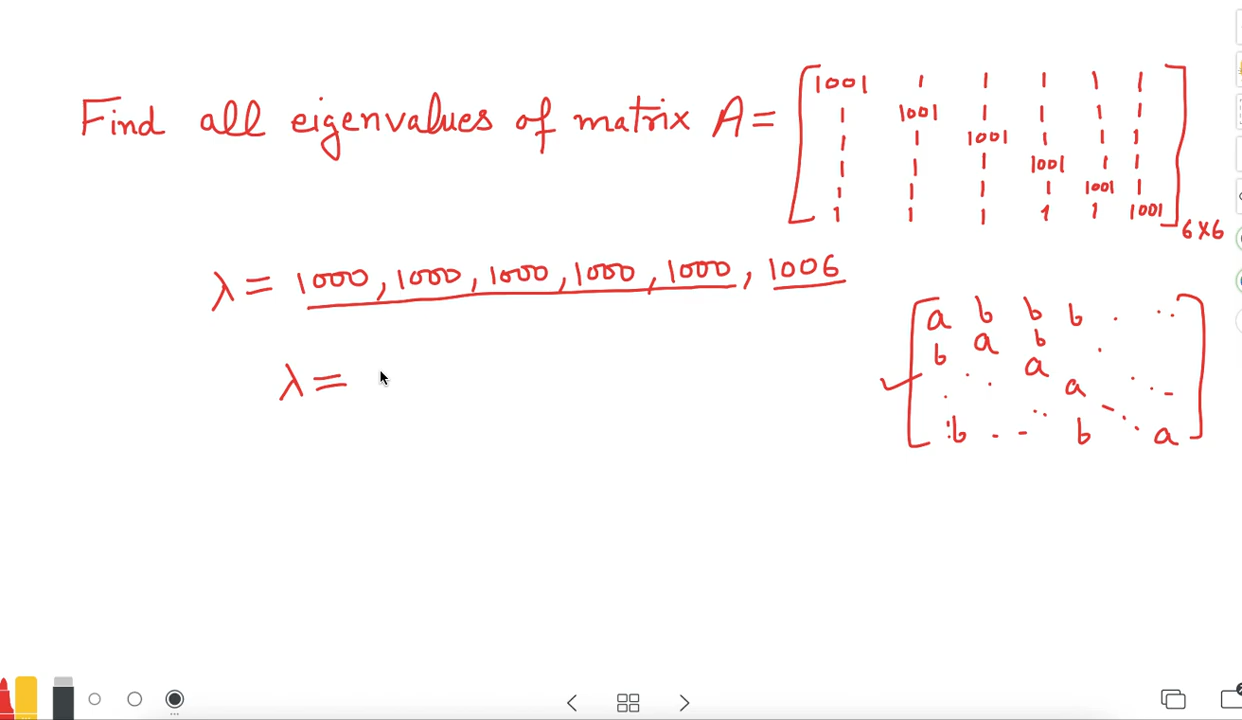 Find all eigenvalues of matrix A =
1001 1 1 1 1 1
1 1001 1 1 1 1
1 1 1001 1 1 1
1 1 1 1001 1 1
1 1 1 1 1001 1
1 1 1 1 1 1001
6×6
λ = 1000, 1000, 1000, 1000, 1000, 1006
a b b b . . .
b a b .
. . . a
. a . . -
:b . - .. b . . a
λ =